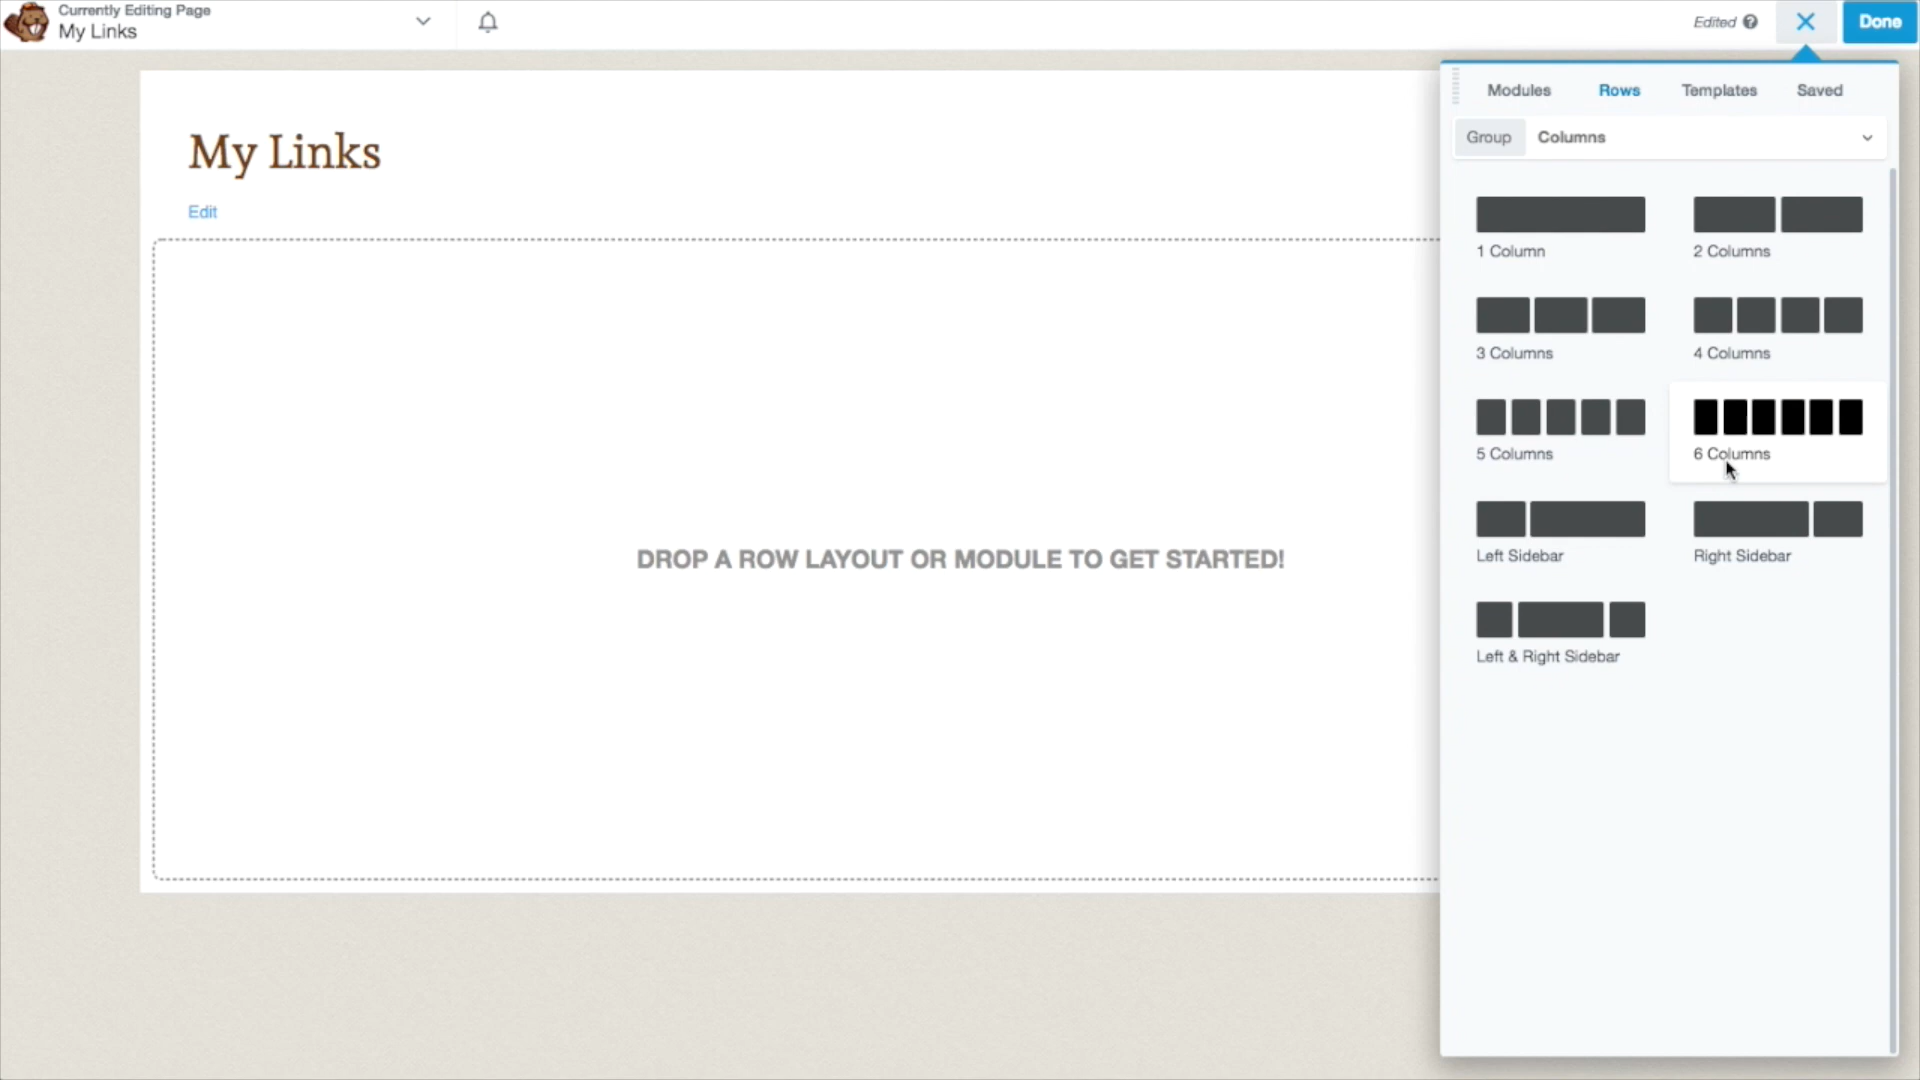 Currently Editing Page
My Links
Edited
Done
Modules
Rows
Templates
Saved
Group
Columns
My Links
Edit
1 Column
2 Columns
3 Columns
4 Columns
5 Columns
6 Columns
Left Sidebar
Right Sidebar
Left & Right Sidebar
DROP A ROW LAYOUT OR MODULE TO GET STARTED!